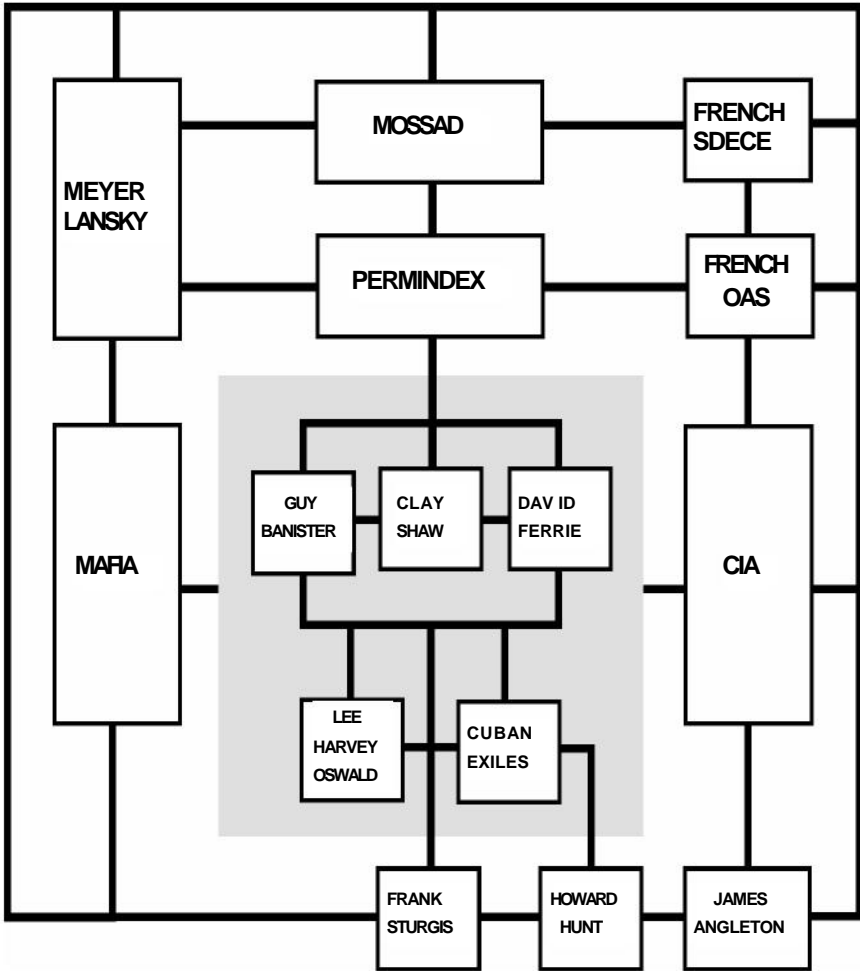 MOSSAD
FRENCH
SDECE
MEYER
LANSKY
PERMINDEX
FRENCH
OAS
GUY
BANISTER
CLAY
SHAW
DAV ID
FERRIE
MAFIA
CIA
LEE
HARVEY
OSWALD
CUBAN
EXILES
FRANK
STURGIS
HOWARD
HUNT
JAMES
ANGLETON